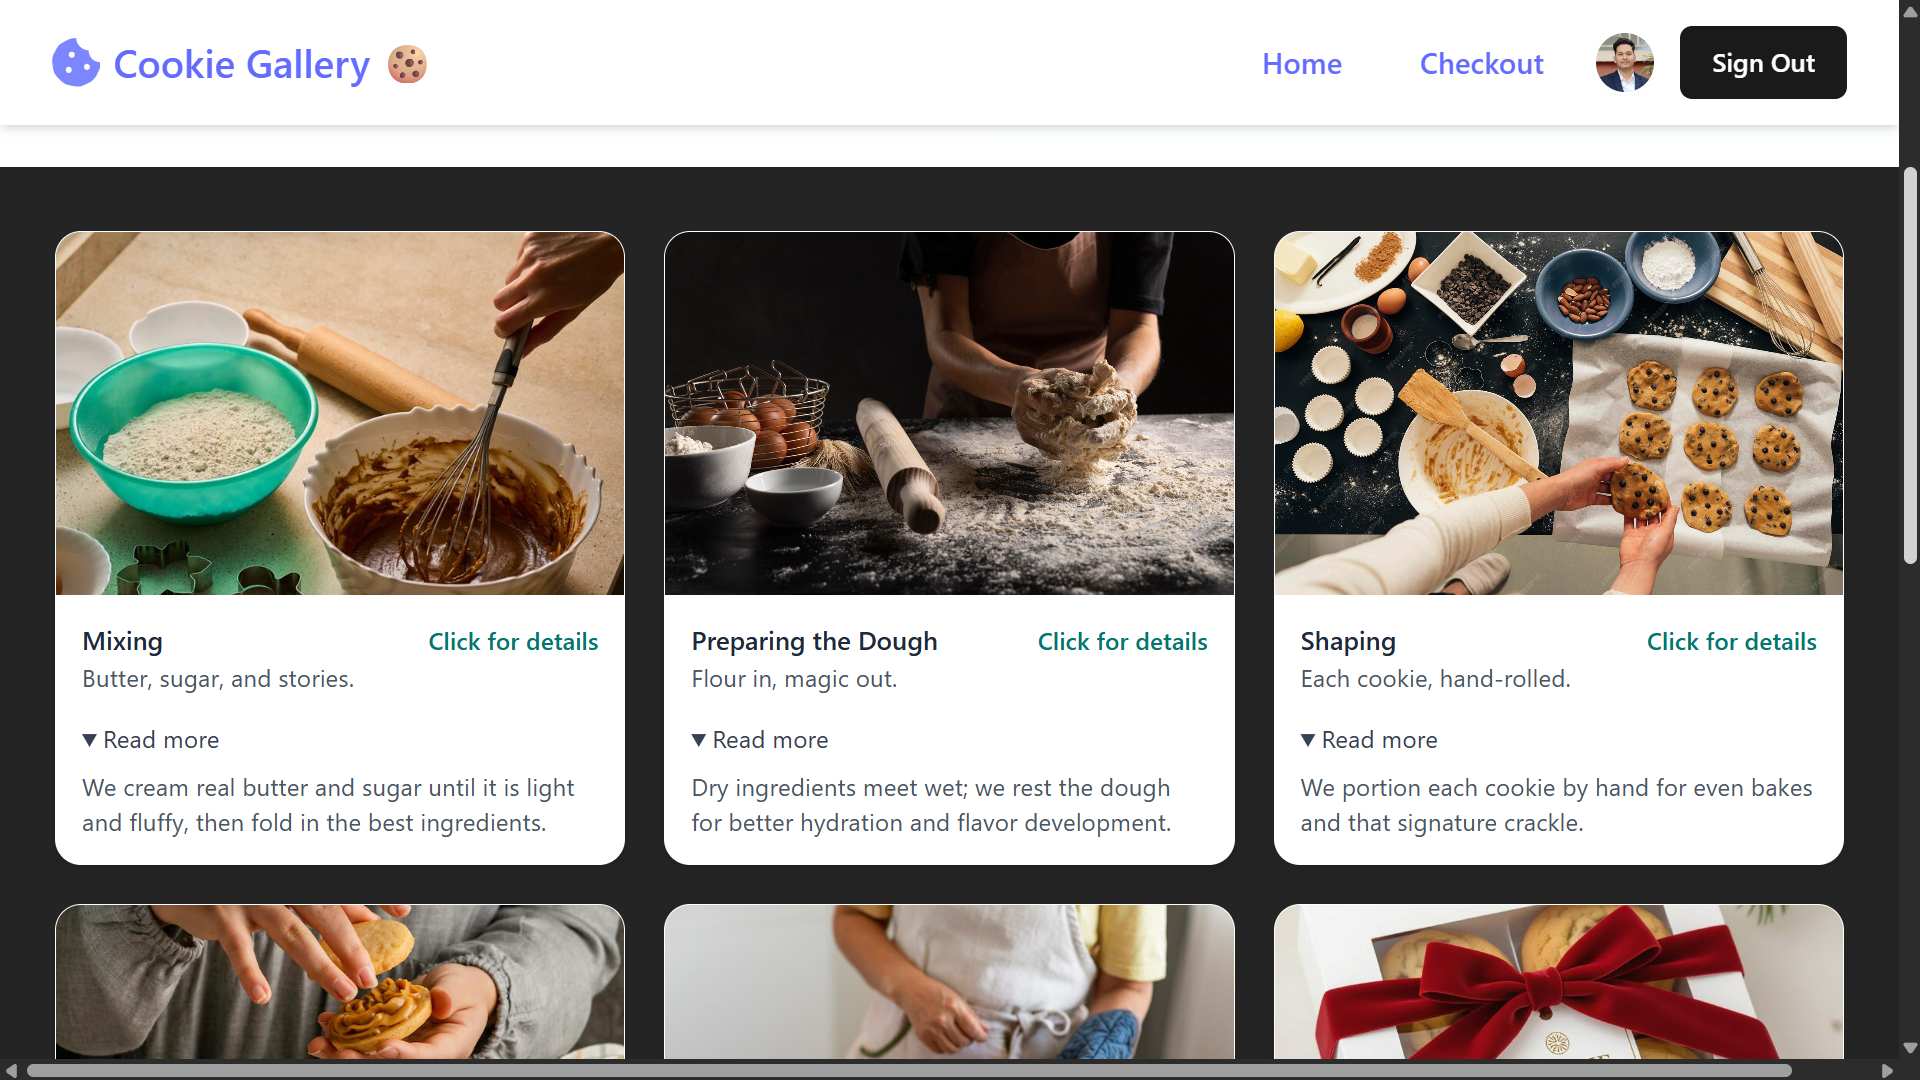 Cookie Gallery 🍪
Home
Checkout
Sign Out
Mixing
Click for details
Butter, sugar, and stories.
▼ Read more
We cream real butter and sugar until it is light
and fluffy, then fold in the best ingredients.
Preparing the Dough
Click for details
Flour in, magic out.
▼ Read more
Dry ingredients meet wet; we rest the dough
for better hydration and flavor development.
Shaping
Click for details
Each cookie, hand-rolled.
▼ Read more
We portion each cookie by hand for even bakes
and that signature crackle.